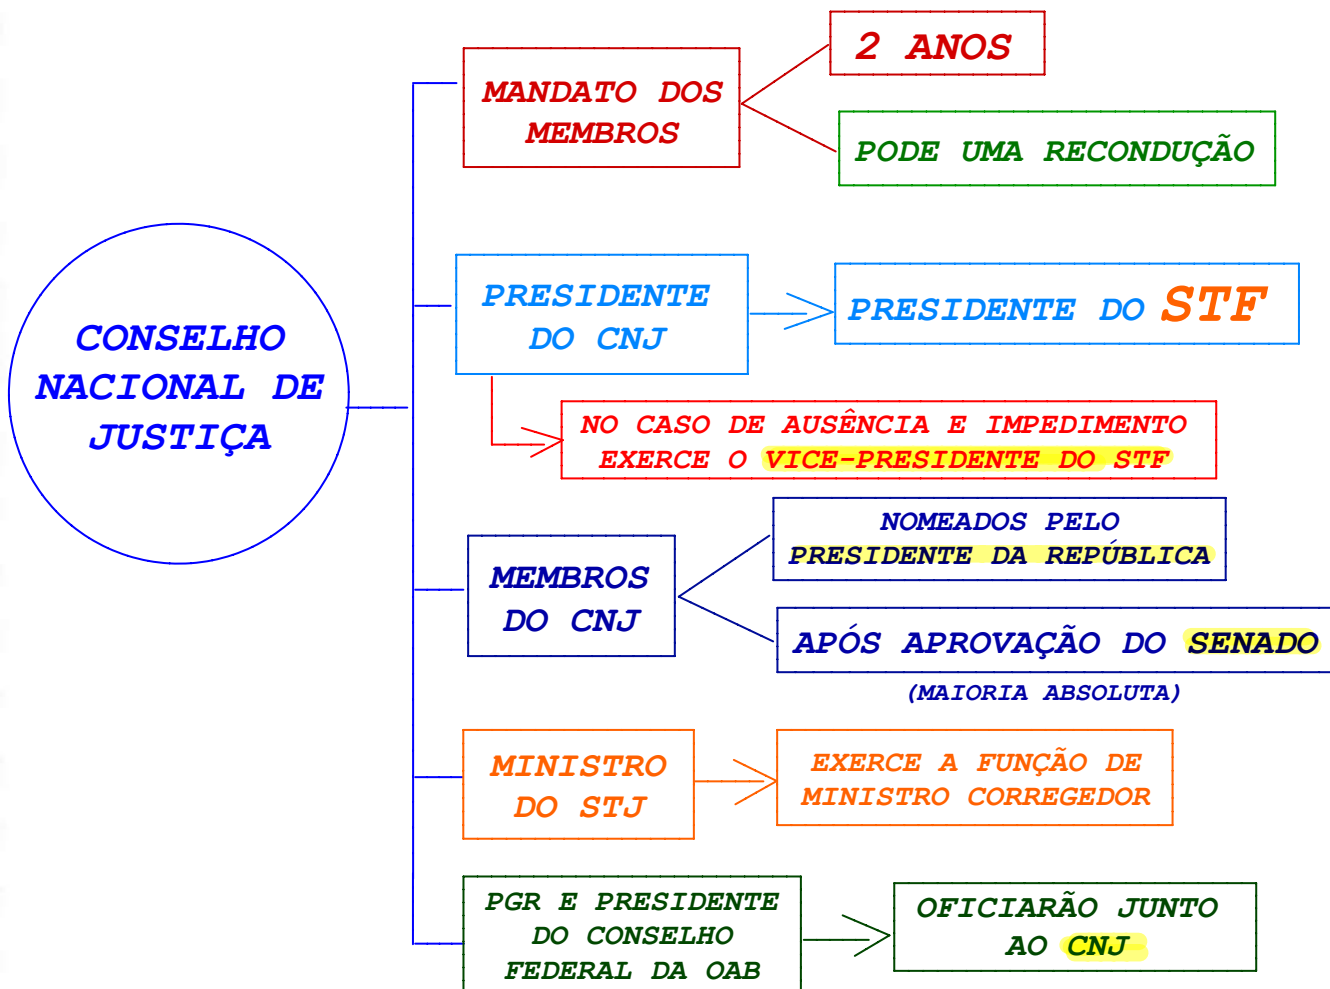 CONSELHO
NACIONAL DE
JUSTIÇA
MANDATO DOS
MEMBROS
2 ANOS
PODE UMA RECONDUÇÃO
PRESIDENTE
DO CNJ
PRESIDENTE DO STF
NO CASO DE AUSÊNCIA E IMPEDIMENTO
EXERCE O VICE-PRESIDENTE DO STF
MEMBROS
DO CNJ
NOMEADOS PELO
PRESIDENTE DA REPÚBLICA
APÓS APROVAÇÃO DO SENADO
(MAIORIA ABSOLUTA)
MINISTRO
DO STJ
EXERCE A FUNÇÃO DE
MINISTRO CORREGEDOR
PGR E PRESIDENTE
DO CONSELHO
FEDERAL DA OAB
OFICIARÃO JUNTO
AO CNJ